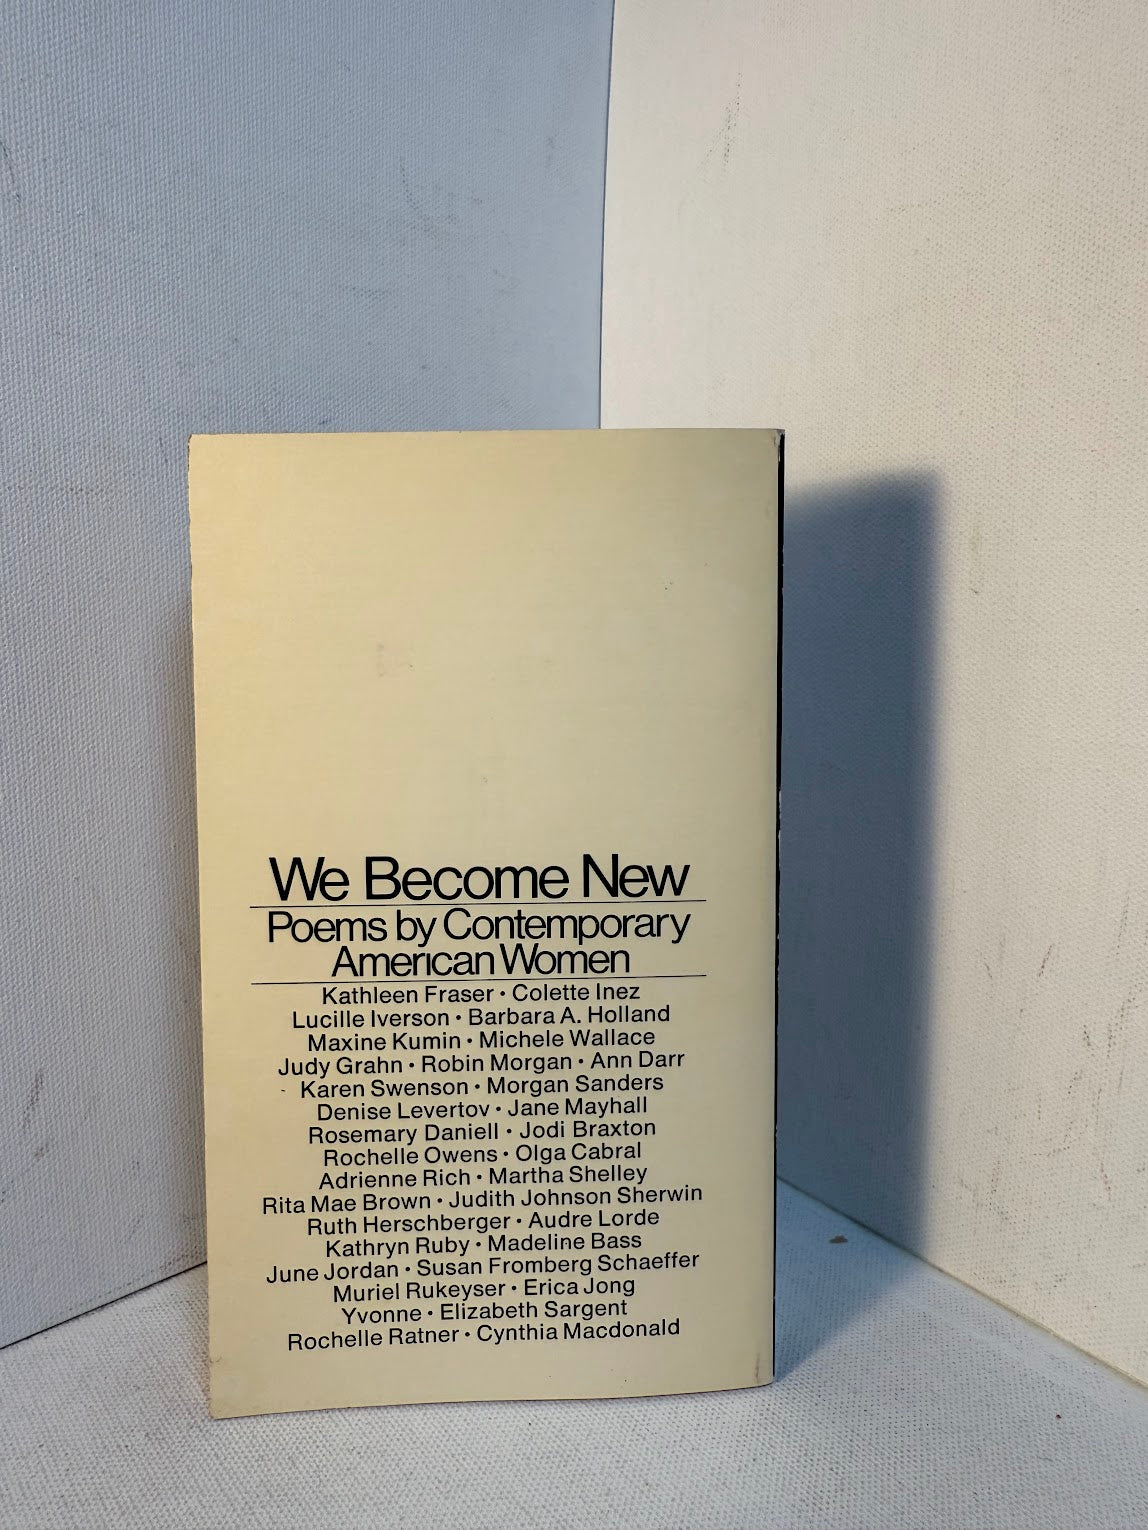 We Become New
Poems by Contemporary
American Women
Kathleen Fraser • Colette Inez
Lucille Iverson • Barbara A. Holland
Maxine Kumin • Michele Wallace
Judy Grahn • Robin Morgan • Ann Darr
Karen Swenson • Morgan Sanders
Denise Levertov • Jane Mayhall
Rosemary Daniell • Jodi Braxton
Rochelle Owens • Olga Cabral
Adrienne Rich • Martha Shelley
Rita Mae Brown • Judith Johnson Sherwin
Ruth Herschberger • Audre Lorde
Kathryn Ruby • Madeline Bass
June Jordan • Susan Fromberg Schaeffer
Muriel Rukeyser • Erica Jong
Yvonne • Elizabeth Sargent
Rochelle Ratner • Cynthia Macdonald